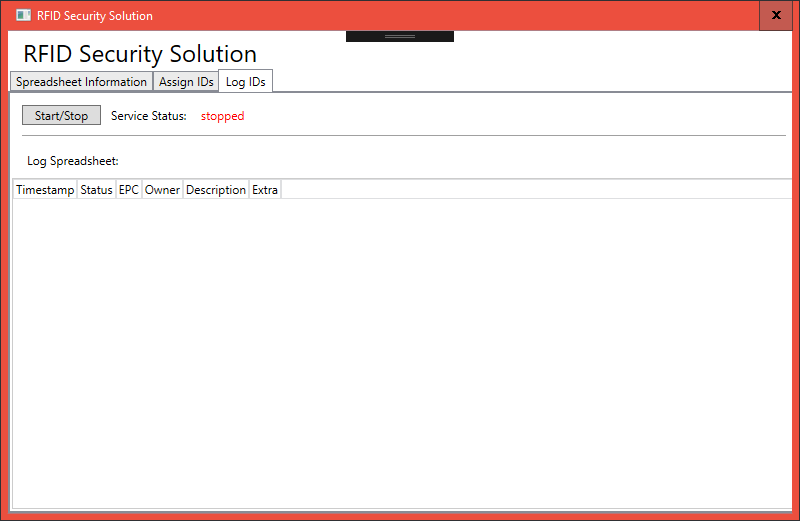 RFID Security Solution
RFID Security Solution
Spreadsheet Information Assign IDs Log IDs
Start/Stop Service Status: stopped
Log Spreadsheet:
Timestamp Status EPC Owner Description Extra